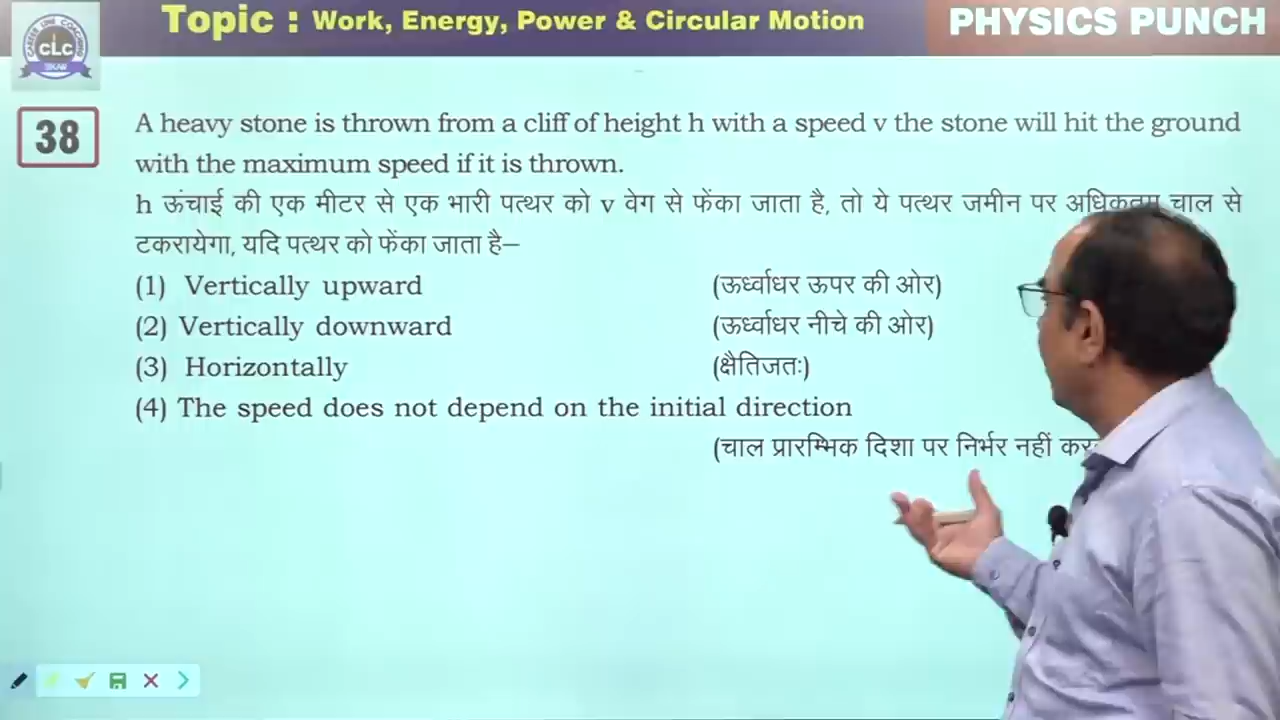 Topic : Work, Energy, Power & Circular Motion
PHYSICS PUNCH
CLC
38
A heavy stone is thrown from a cliff of height h with a speed v the stone will hit the ground
with the maximum speed if it is thrown.
h ऊंचाई की एक मीटर से एक भारी पत्थर को v वेग से फेंका जाता है, तो ये पत्थर जमीन पर अधिकतम चाल से
टकरायेगा, यदि पत्थर को फेंका जाता है–
(1) Vertically upward (ऊर्ध्वाधर ऊपर की ओर)
(2) Vertically downward (ऊर्ध्वाधर नीचे की ओर)
(3) Horizontally (क्षैतिजतः)
(4) The speed does not depend on the initial direction
(चाल प्रारम्भिक दिशा पर निर्भर नहीं